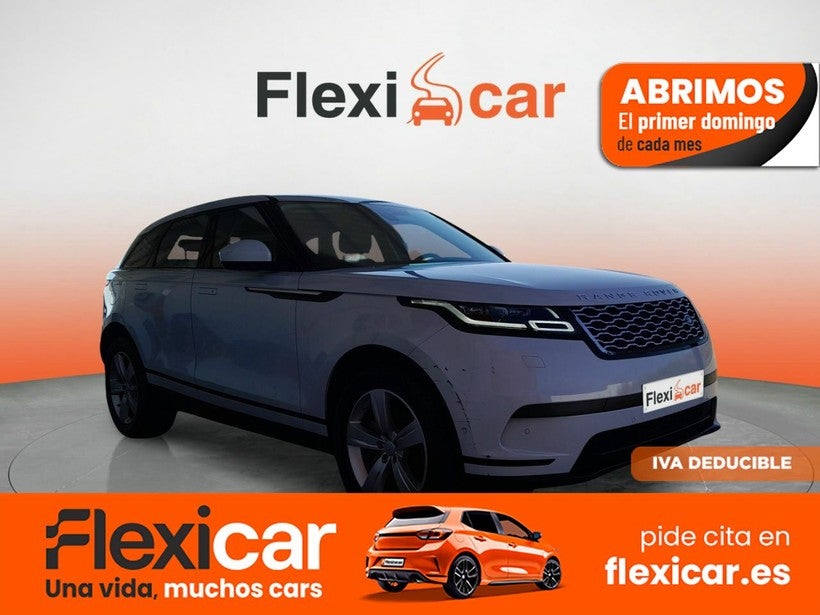 Flexicar
ABRIMOS
El primer domingo
de cada mes
RANGE ROVER
Flexicar
IVA DEDUCIBLE
Flexicar
Una vida, muchos cars
pide cita en
flexicar.es